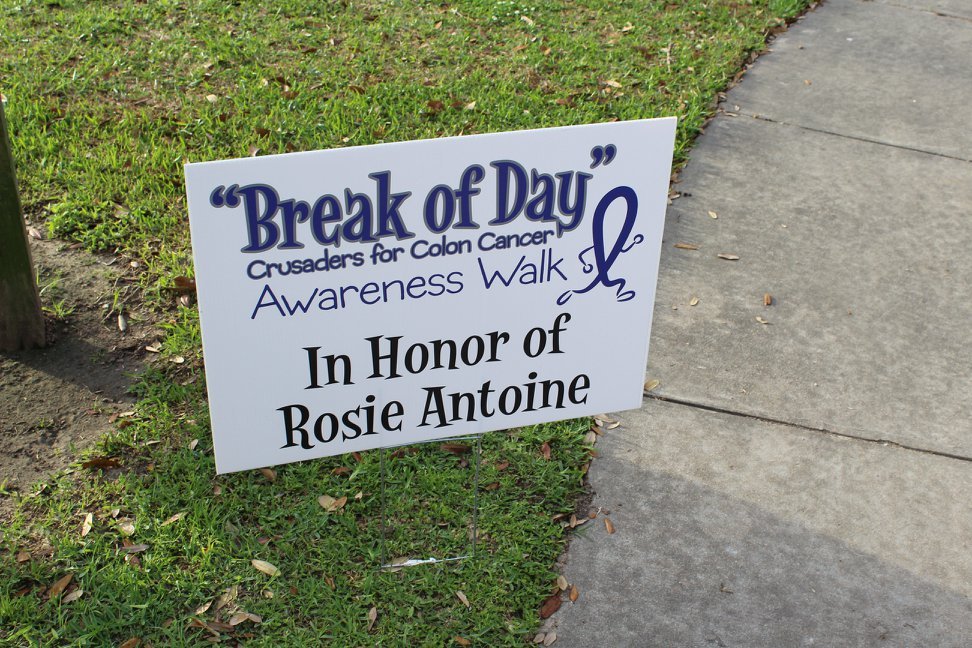 "Break of Day"
Crusaders for Colon Cancer
Awareness Walk
In Honor of
Rosie Antoine